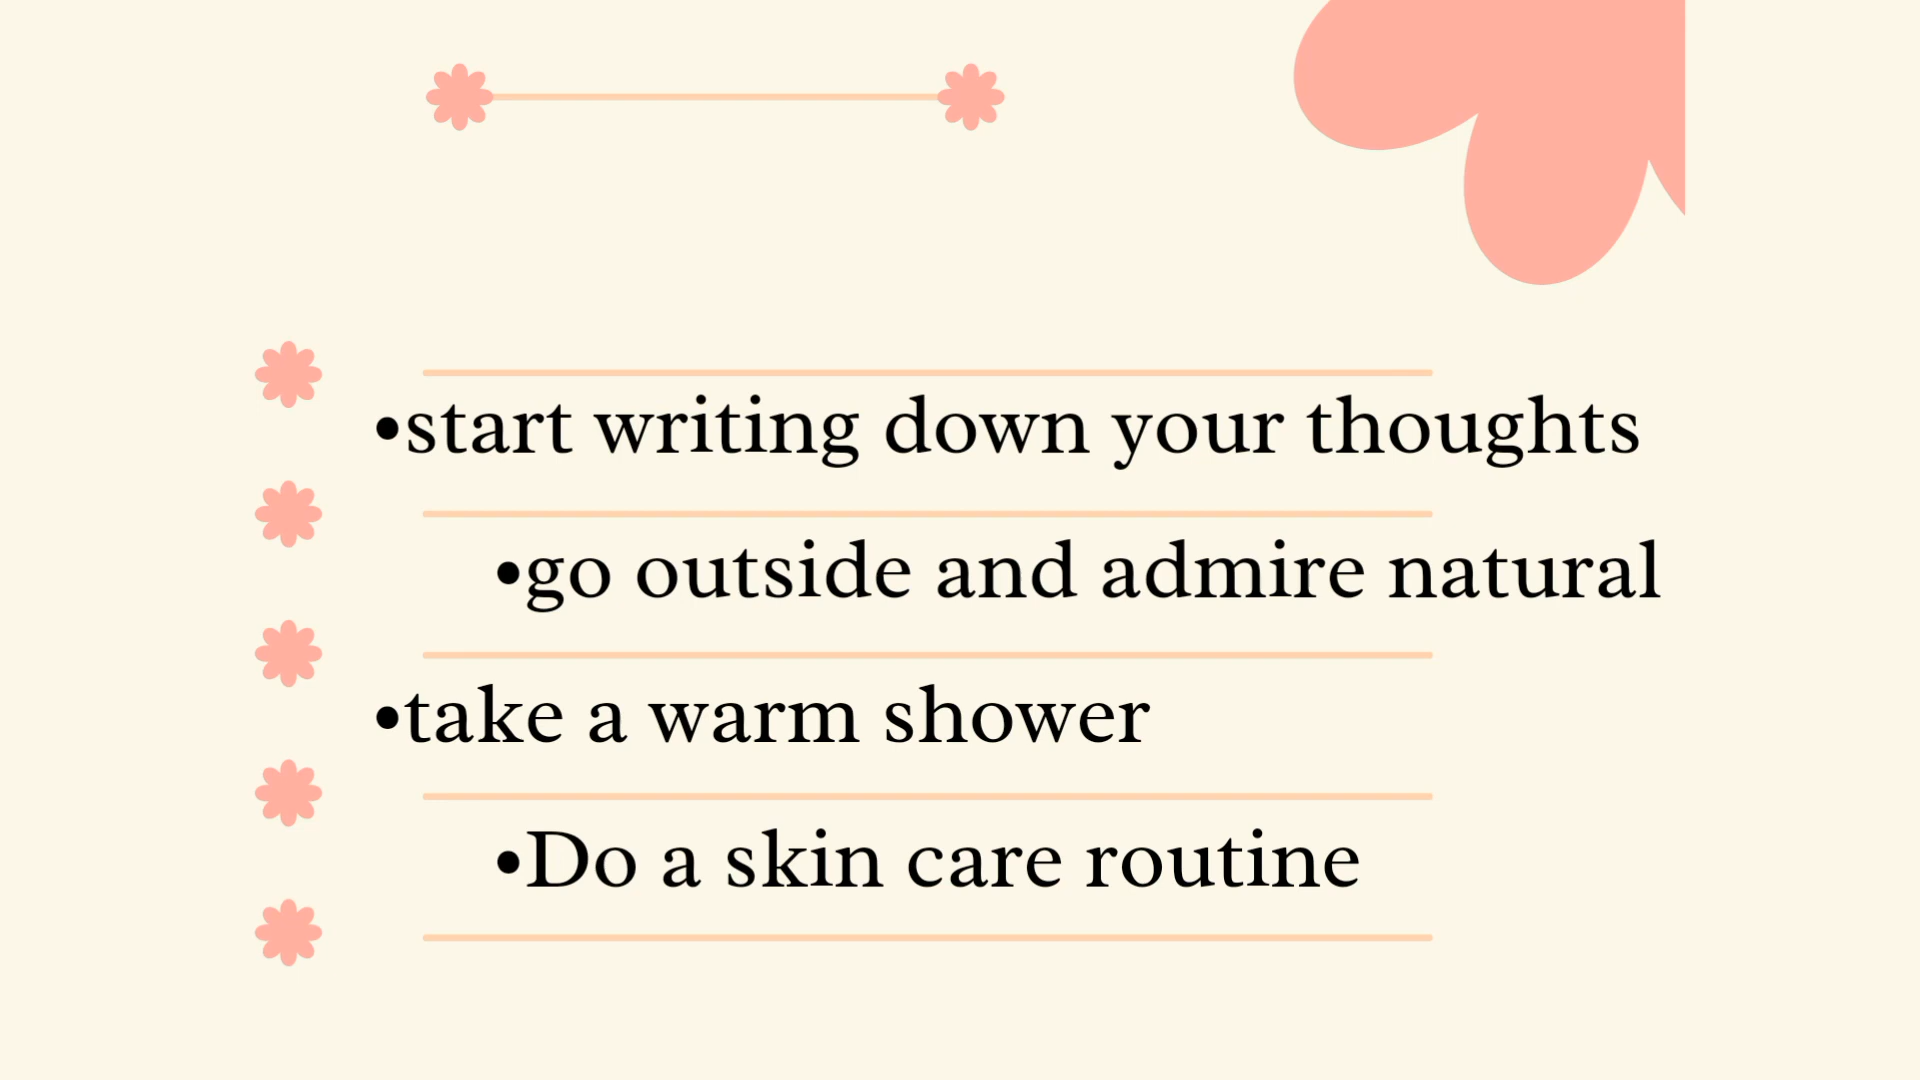 •start writing down your thoughts
•go outside and admire natural
•take a warm shower
•Do a skin care routine